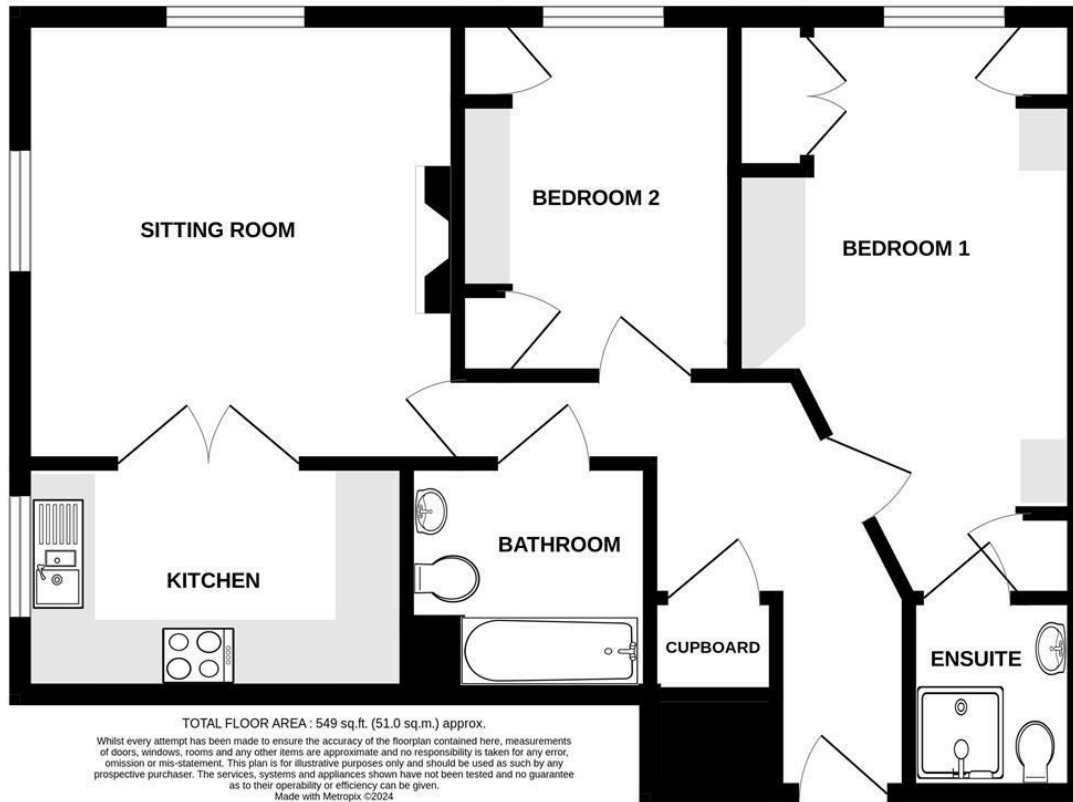 SITTING ROOM
BEDROOM 2
BEDROOM 1
KITCHEN
BATHROOM
CUPBOARD
ENSUITE
TOTAL FLOOR AREA : 549 sq.ft. (51.0 sq.m.) approx.
Whilst every attempt has been made to ensure the accuracy of the floorplan contained here, measurements
of doors, windows, rooms and any other items are approximate and no responsibility is taken for any error,
omission or mis-statement. This plan is for illustrative purposes only and should be used as such by any
prospective purchaser. The services, systems and appliances shown have not been tested and no guarantee
as to their operability or efficiency can be given.
Made with Metropix ©2024